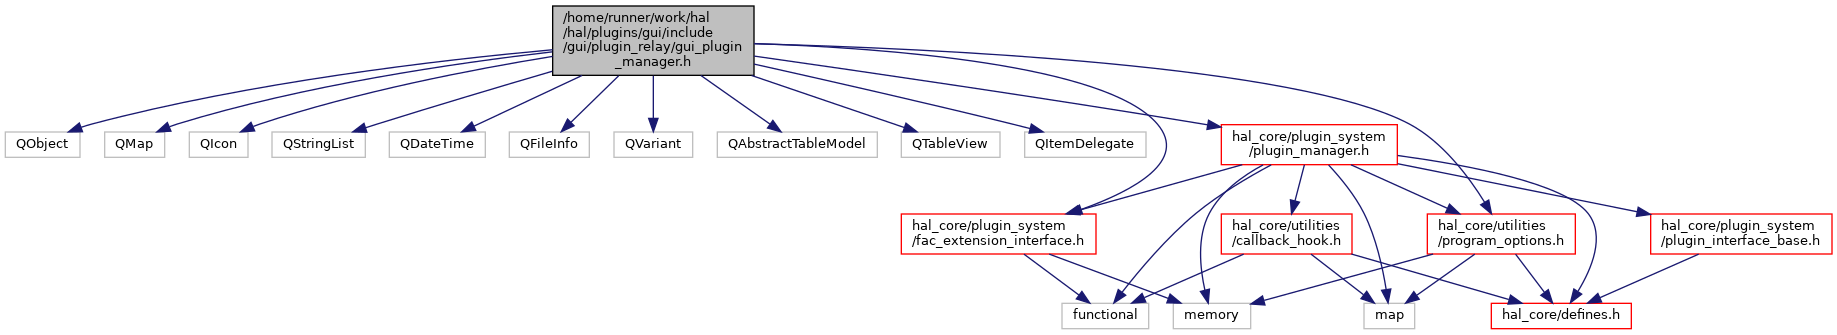 /home/runner/work/hal
/hal/plugins/gui/include
/gui/plugin_relay/gui_plugin
_manager.h
QObject
QMap
QIcon
QStringList
QDateTime
QFileInfo
QVariant
QAbstractTableModel
QTableView
QItemDelegate
hal_core/plugin_system
/plugin_manager.h
hal_core/plugin_system
/fac_extension_interface.h
hal_core/utilities
/callback_hook.h
hal_core/utilities
/program_options.h
hal_core/plugin_system
/plugin_interface_base.h
functional
memory
map
hal_core/defines.h